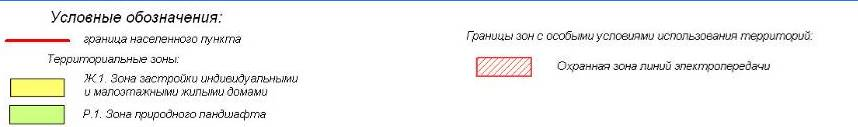 Условные обозначения:
граница населенного пункта
Территориальные зоны:
Ж.1. Зона застройки индивидуальными
и малоэтажными жилыми домами
Р.1. Зона природного ландшафта
Границы зон с особыми условиями использования территорий:
Охранная зона линий электропередачи